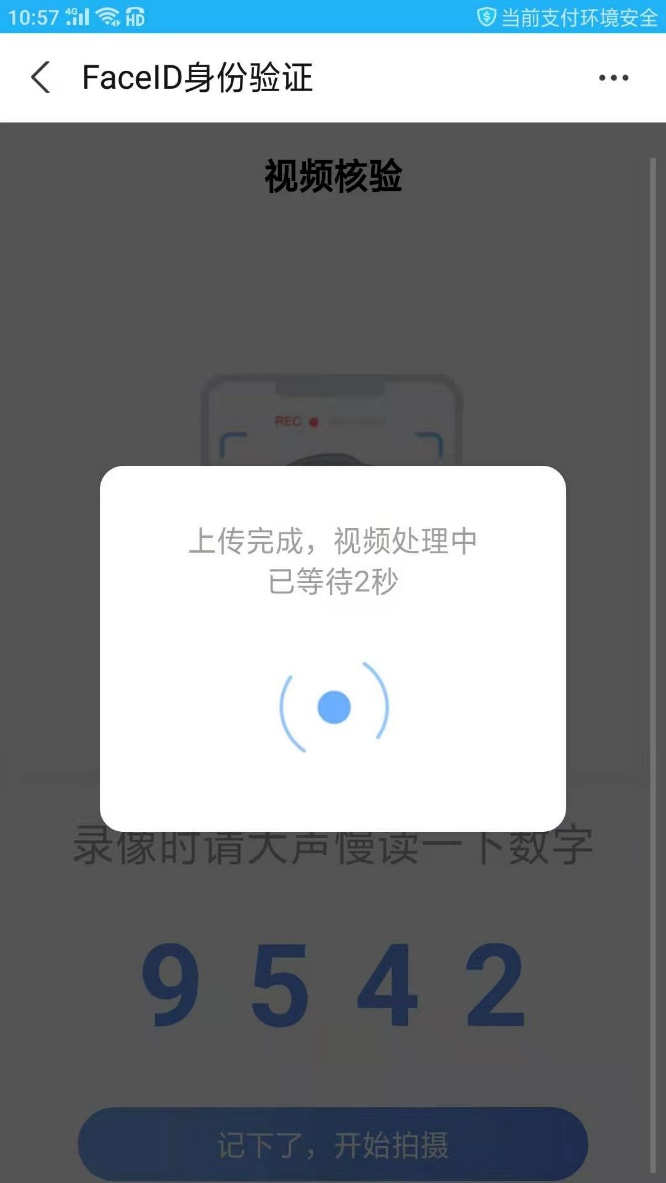 10:57 4G HD 当前支付环境安全
FaceID身份验证
视频核验
REC
上传完成，视频处理中
已等待2秒
录像时请大声慢读一下数字
9 5 4 2
记下了，开始拍摄